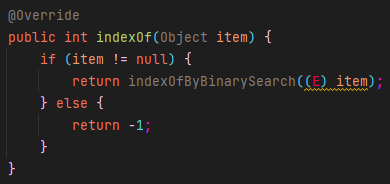 @Override
public int indexOf(Object item) {
    if (item != null) {
        return indexOfByBinarySearch((E) item);
    } else {
        return -1;
    }
}